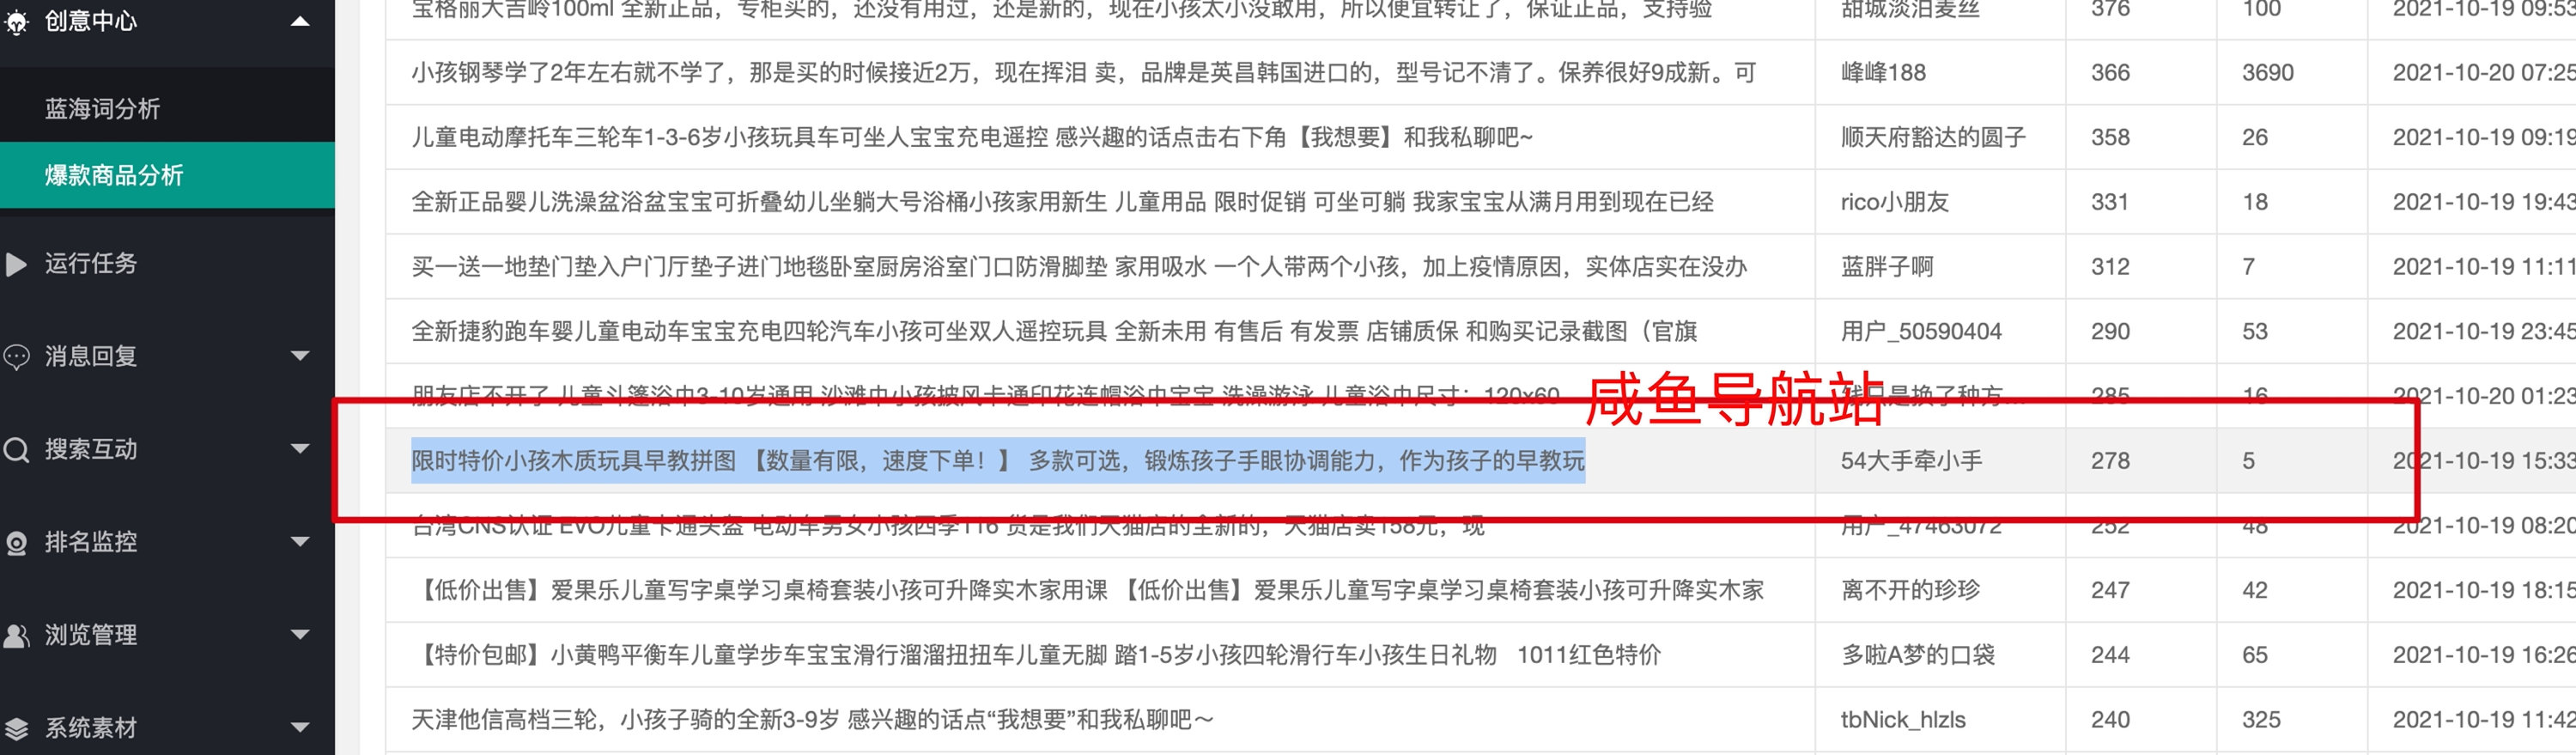 创意中心
蓝海词分析
爆款商品分析
运行任务
消息回复
搜索互动
排名监控
浏览管理
系统素材
宝格丽大吉岭100ml 全新正品，专柜买的，还没有用过，还是新的，现在小孩太小没敢用，所以便宜转让了，保证正品，支持验 甜城淡泊麦丝 376 100 2021-10-19 09:53
小孩钢琴学了2年左右就不学了，那是买的时候接近2万，现在挥泪 卖，品牌是英昌韩国进口的，型号记不清了。保养很好9成新。可 峰峰188 366 3690 2021-10-20 07:25
儿童电动摩托车三轮车1-3-6岁小孩玩具车可坐人宝宝充电遥控 感兴趣的话点击右下角【我想要】和我私聊吧~ 顺天府豁达的圆子 358 26 2021-10-19 09:19
全新正品婴儿洗澡盆浴盆宝宝可折叠幼儿坐躺大号浴桶小孩家用新生 儿童用品 限时促销 可坐可躺 我家宝宝从满月用到现在已经 rico小朋友 331 18 2021-10-19 19:43
买一送一地垫门垫入户门厅垫子进门地毯卧室厨房浴室门口防滑脚垫 家用吸水 一个人带两个小孩，加上疫情原因，实体店实在没办 蓝胖子啊 312 7 2021-10-19 11:11
全新捷豹跑车婴儿童电动车宝宝充电四轮汽车小孩可坐双人遥控玩具 全新未用 有售后 有发票 店铺质保 和购买记录截图（官旗 用户_50590404 290 53 2021-10-19 23:45
朋友店不开了 儿童斗篷浴巾3-10岁通用 沙滩巾小孩披风卡通印花连帽浴巾宝宝 洗澡游泳 儿童浴巾尺寸：120x60 钱只是换了种方... 285 16 2021-10-20 01:23
咸鱼导航站
限时特价小孩木质玩具早教拼图 【数量有限，速度下单！】 多款可选，锻炼孩子手眼协调能力，作为孩子的早教玩 54大手牵小手 278 5 2021-10-19 15:33
台湾CNS认证 EVO儿童卡通头盔 电动车男女小孩四季116 货是我们天猫店的全新的，天猫店卖158元，现 用户_47463072 252 48 2021-10-19 08:20
【低价出售】爱果乐儿童写字桌学习桌椅套装小孩可升降实木家用课 【低价出售】爱果乐儿童写字桌学习桌椅套装小孩可升降实木家 离不开的珍珍 247 42 2021-10-19 18:15
【特价包邮】小黄鸭平衡车儿童学步车宝宝滑行溜溜扭扭车儿童无脚 踏1-5岁小孩四轮滑行车小孩生日礼物 1011红色特价 多啦A梦的口袋 244 65 2021-10-19 16:26
天津他信高档三轮，小孩子骑的全新3-9岁 感兴趣的话点“我想要”和我私聊吧～ tbNick_hlzls 240 325 2021-10-19 11:42